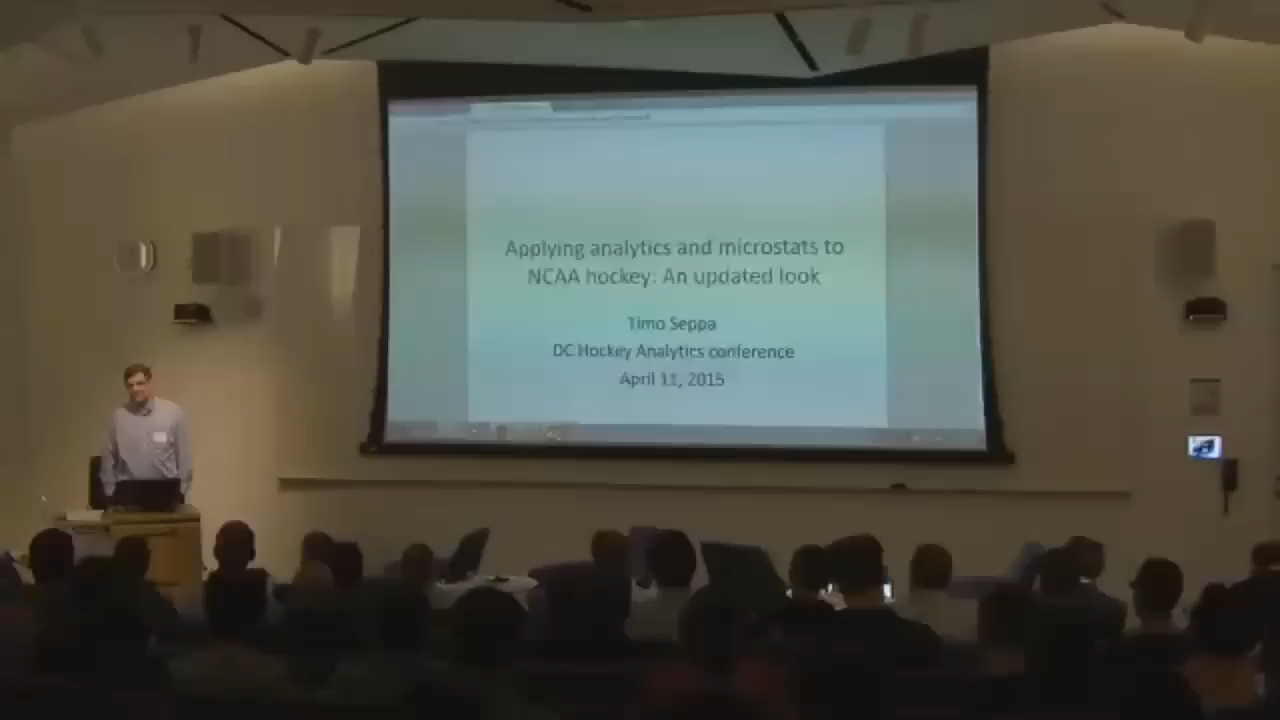 Applying analytics and microstats to
NCAA hockey: An updated look
Timo Seppa
DC Hockey Analytics conference
April 11, 2015